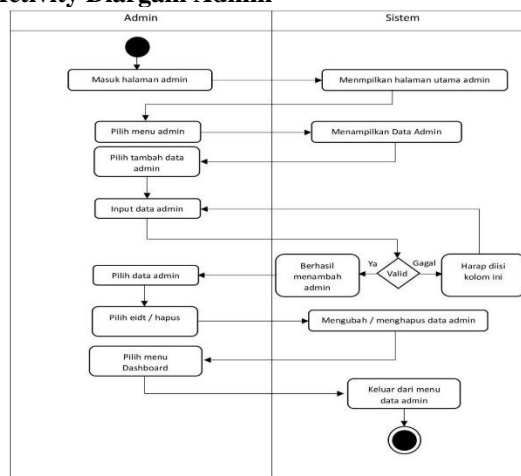 Activity Diargam Admin
Admin
Sistem
Masuk halaman admin
Menmpilkan halaman utama admin
Pilih menu admin
Menampilkan Data Admin
Pilih tambah data
admin
Input data admin
Ya
Valid
Gagal
Berhasil
menambah
admin
Harap diisi
kolom ini
Pilih data admin
Pilih eidt / hapus
Mengubah / menghapus data admin
Pilih menu
Dashboard
Keluar dari menu
data admin